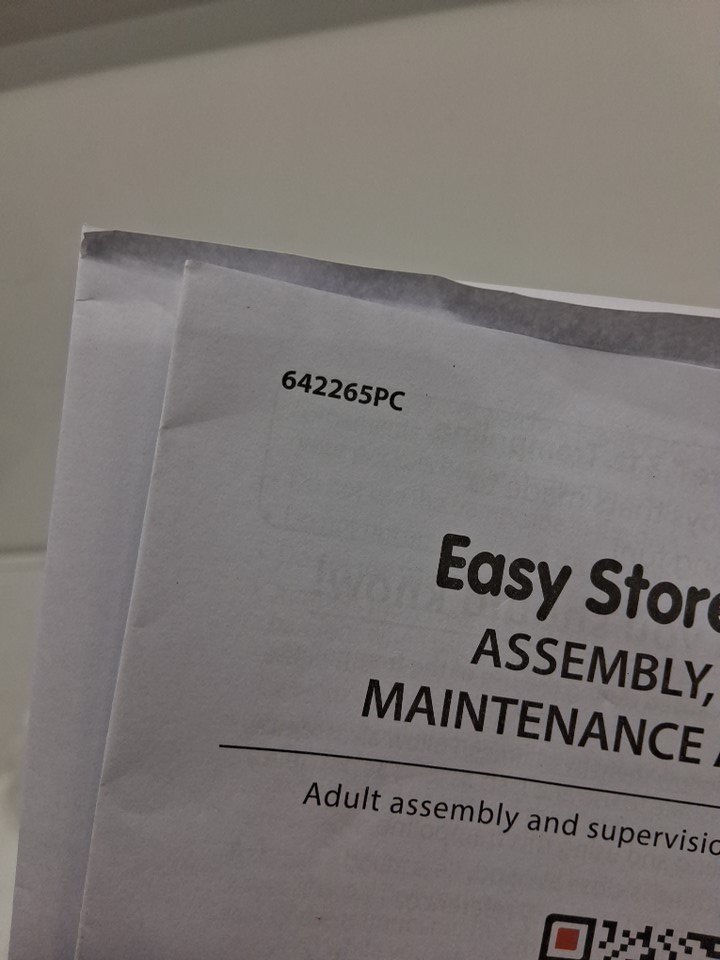 642265PC
Easy Store
ASSEMBLY,
MAINTENANCE
Adult assembly and supervisio